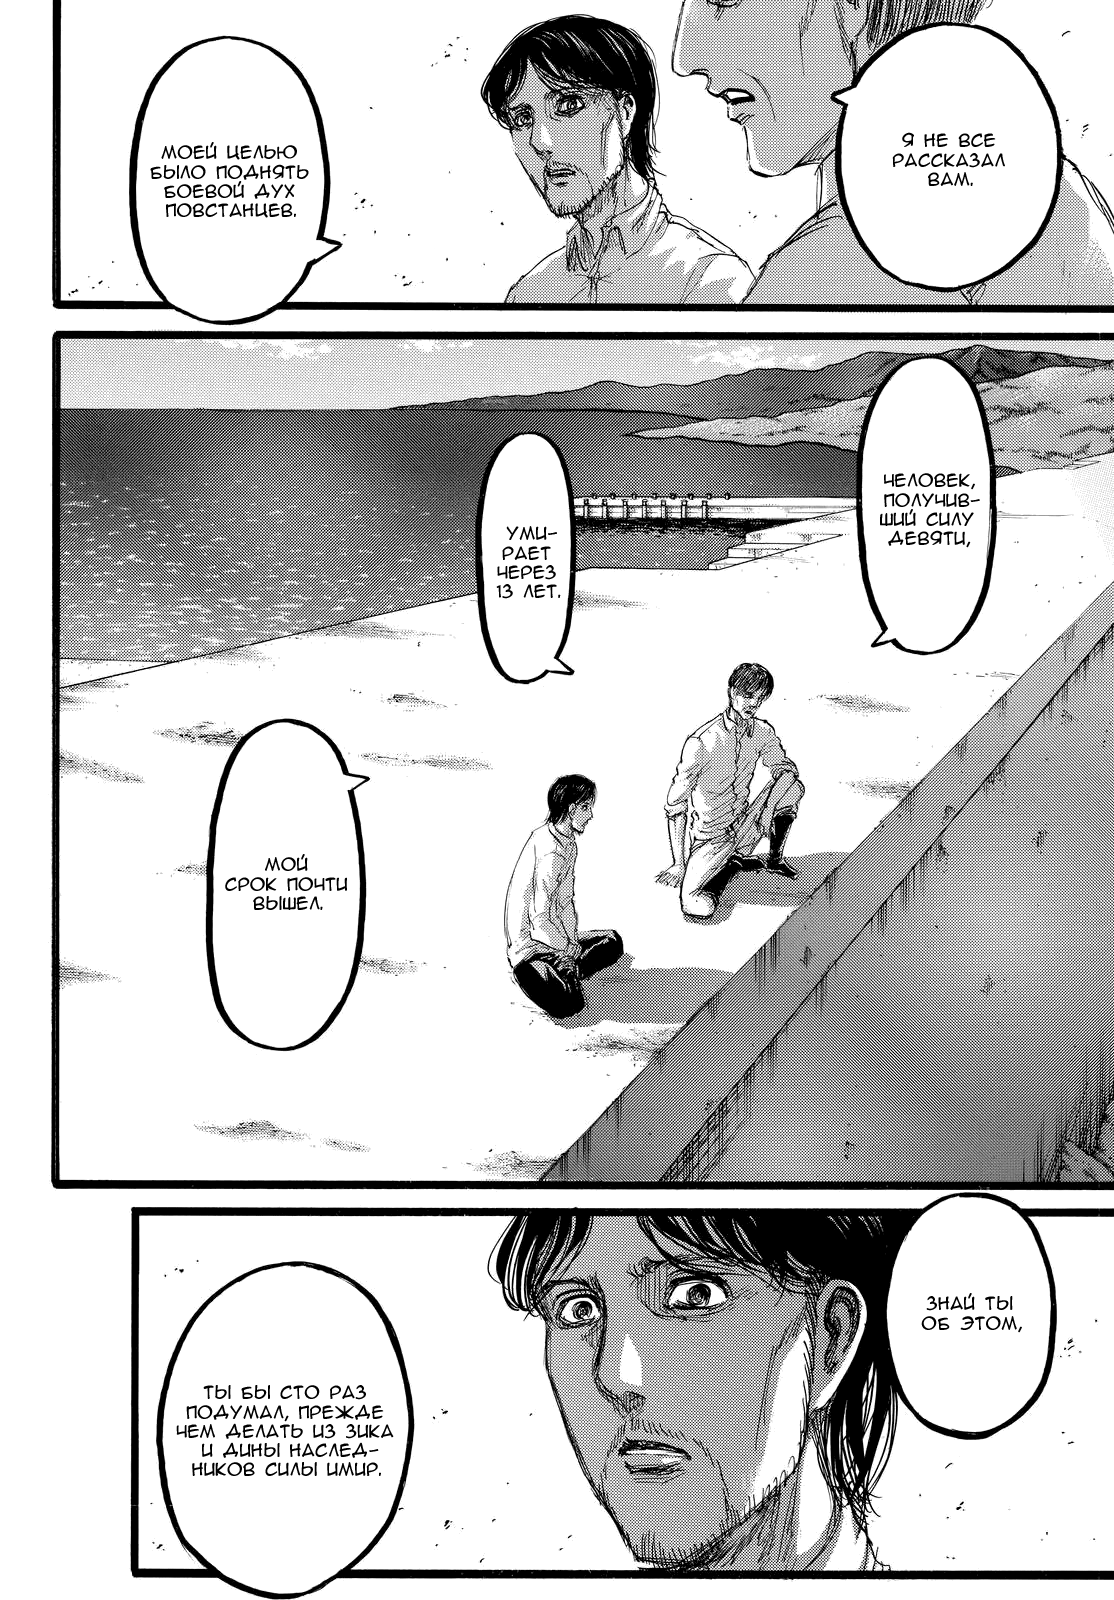 Я НЕ ВСЕ
РАССКАЗАЛ
ВАМ.
МОЕЙ ЦЕЛЬЮ
БЫЛО ПОДНЯТЬ
БОЕВОЙ ДУХ
ПОВСТАНЦЕВ.
ЧЕЛОВЕК,
ПОЛУЧИВ-
ШИЙ СИЛУ
ДЕВЯТИ,
УМИ-
РАЕТ
ЧЕРЕЗ
13 ЛЕТ.
МОЙ
СРОК ПОЧТИ
ВЫШЕЛ.
ЗНАЙ ТЫ
ОБ ЭТОМ,
ТЫ БЫ СТО РАЗ
ПОДУМАЛ, ПРЕЖДЕ
ЧЕМ ДЕЛАТЬ ИЗ ЗИКА
И ДИНЫ НАСЛЕД-
НИКОВ СИЛЫ ИМИР.